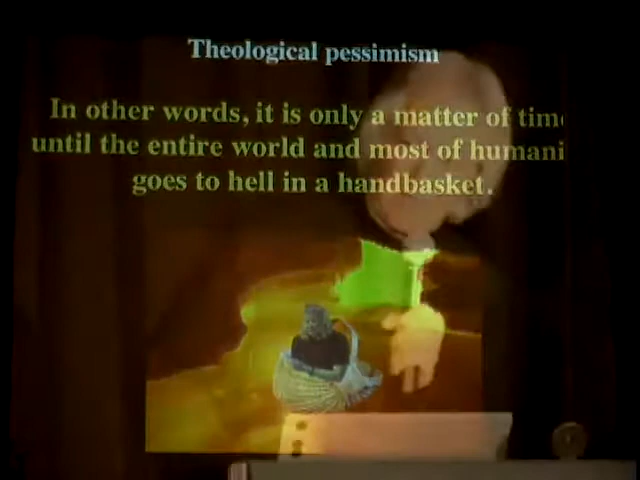 Theological pessimism
In other words, it is only a matter of time
until the entire world and most of humani
goes to hell in a handbasket.